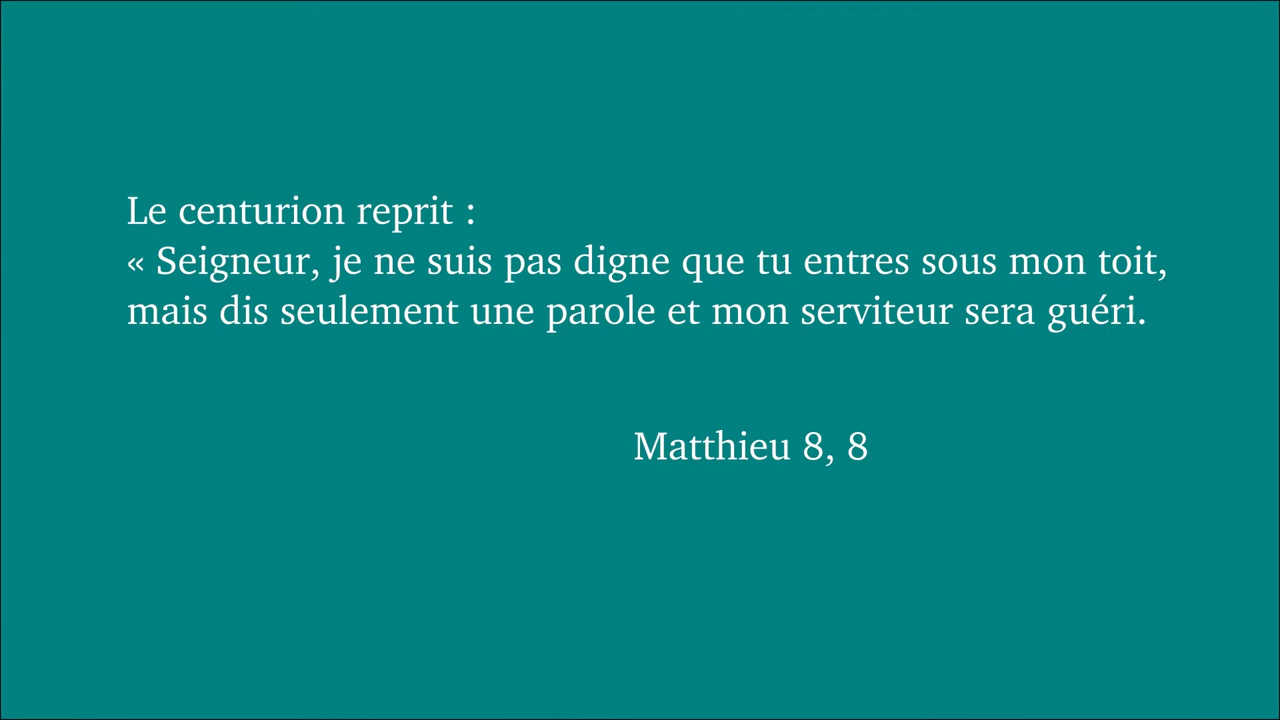 Le centurion reprit :
« Seigneur, je ne suis pas digne que tu entres sous mon toit,
mais dis seulement une parole et mon serviteur sera guéri.
Matthieu 8, 8